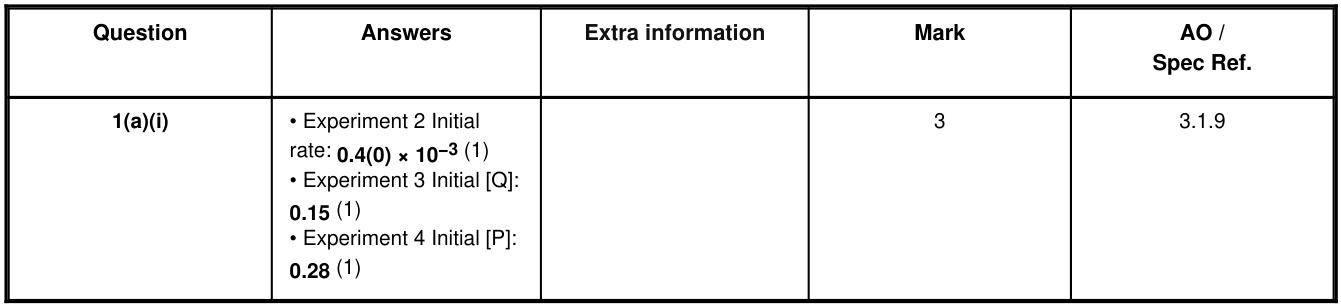 Question Answers Extra information Mark AO /
Spec Ref.
1(a)(i)
• Experiment 2 Initial
rate: 0.4(0) × 10⁻³ (1)
• Experiment 3 Initial [Q]:
0.15 (1)
• Experiment 4 Initial [P]:
0.28 (1)
3
3.1.9